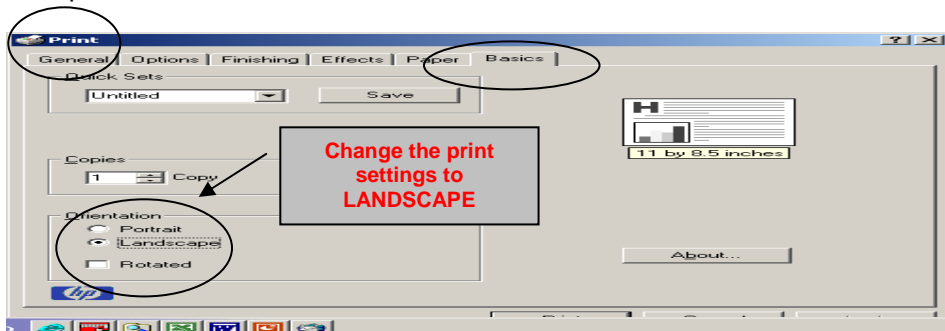 Print
General Options Finishing Effects Paper Basics
Quick Sets
Untitled Save
11 by 8.5 inches
Copies
1 Copy
Change the print
settings to
LANDSCAPE
Orientation
Portrait
Landscape
Rotated
About...
hp